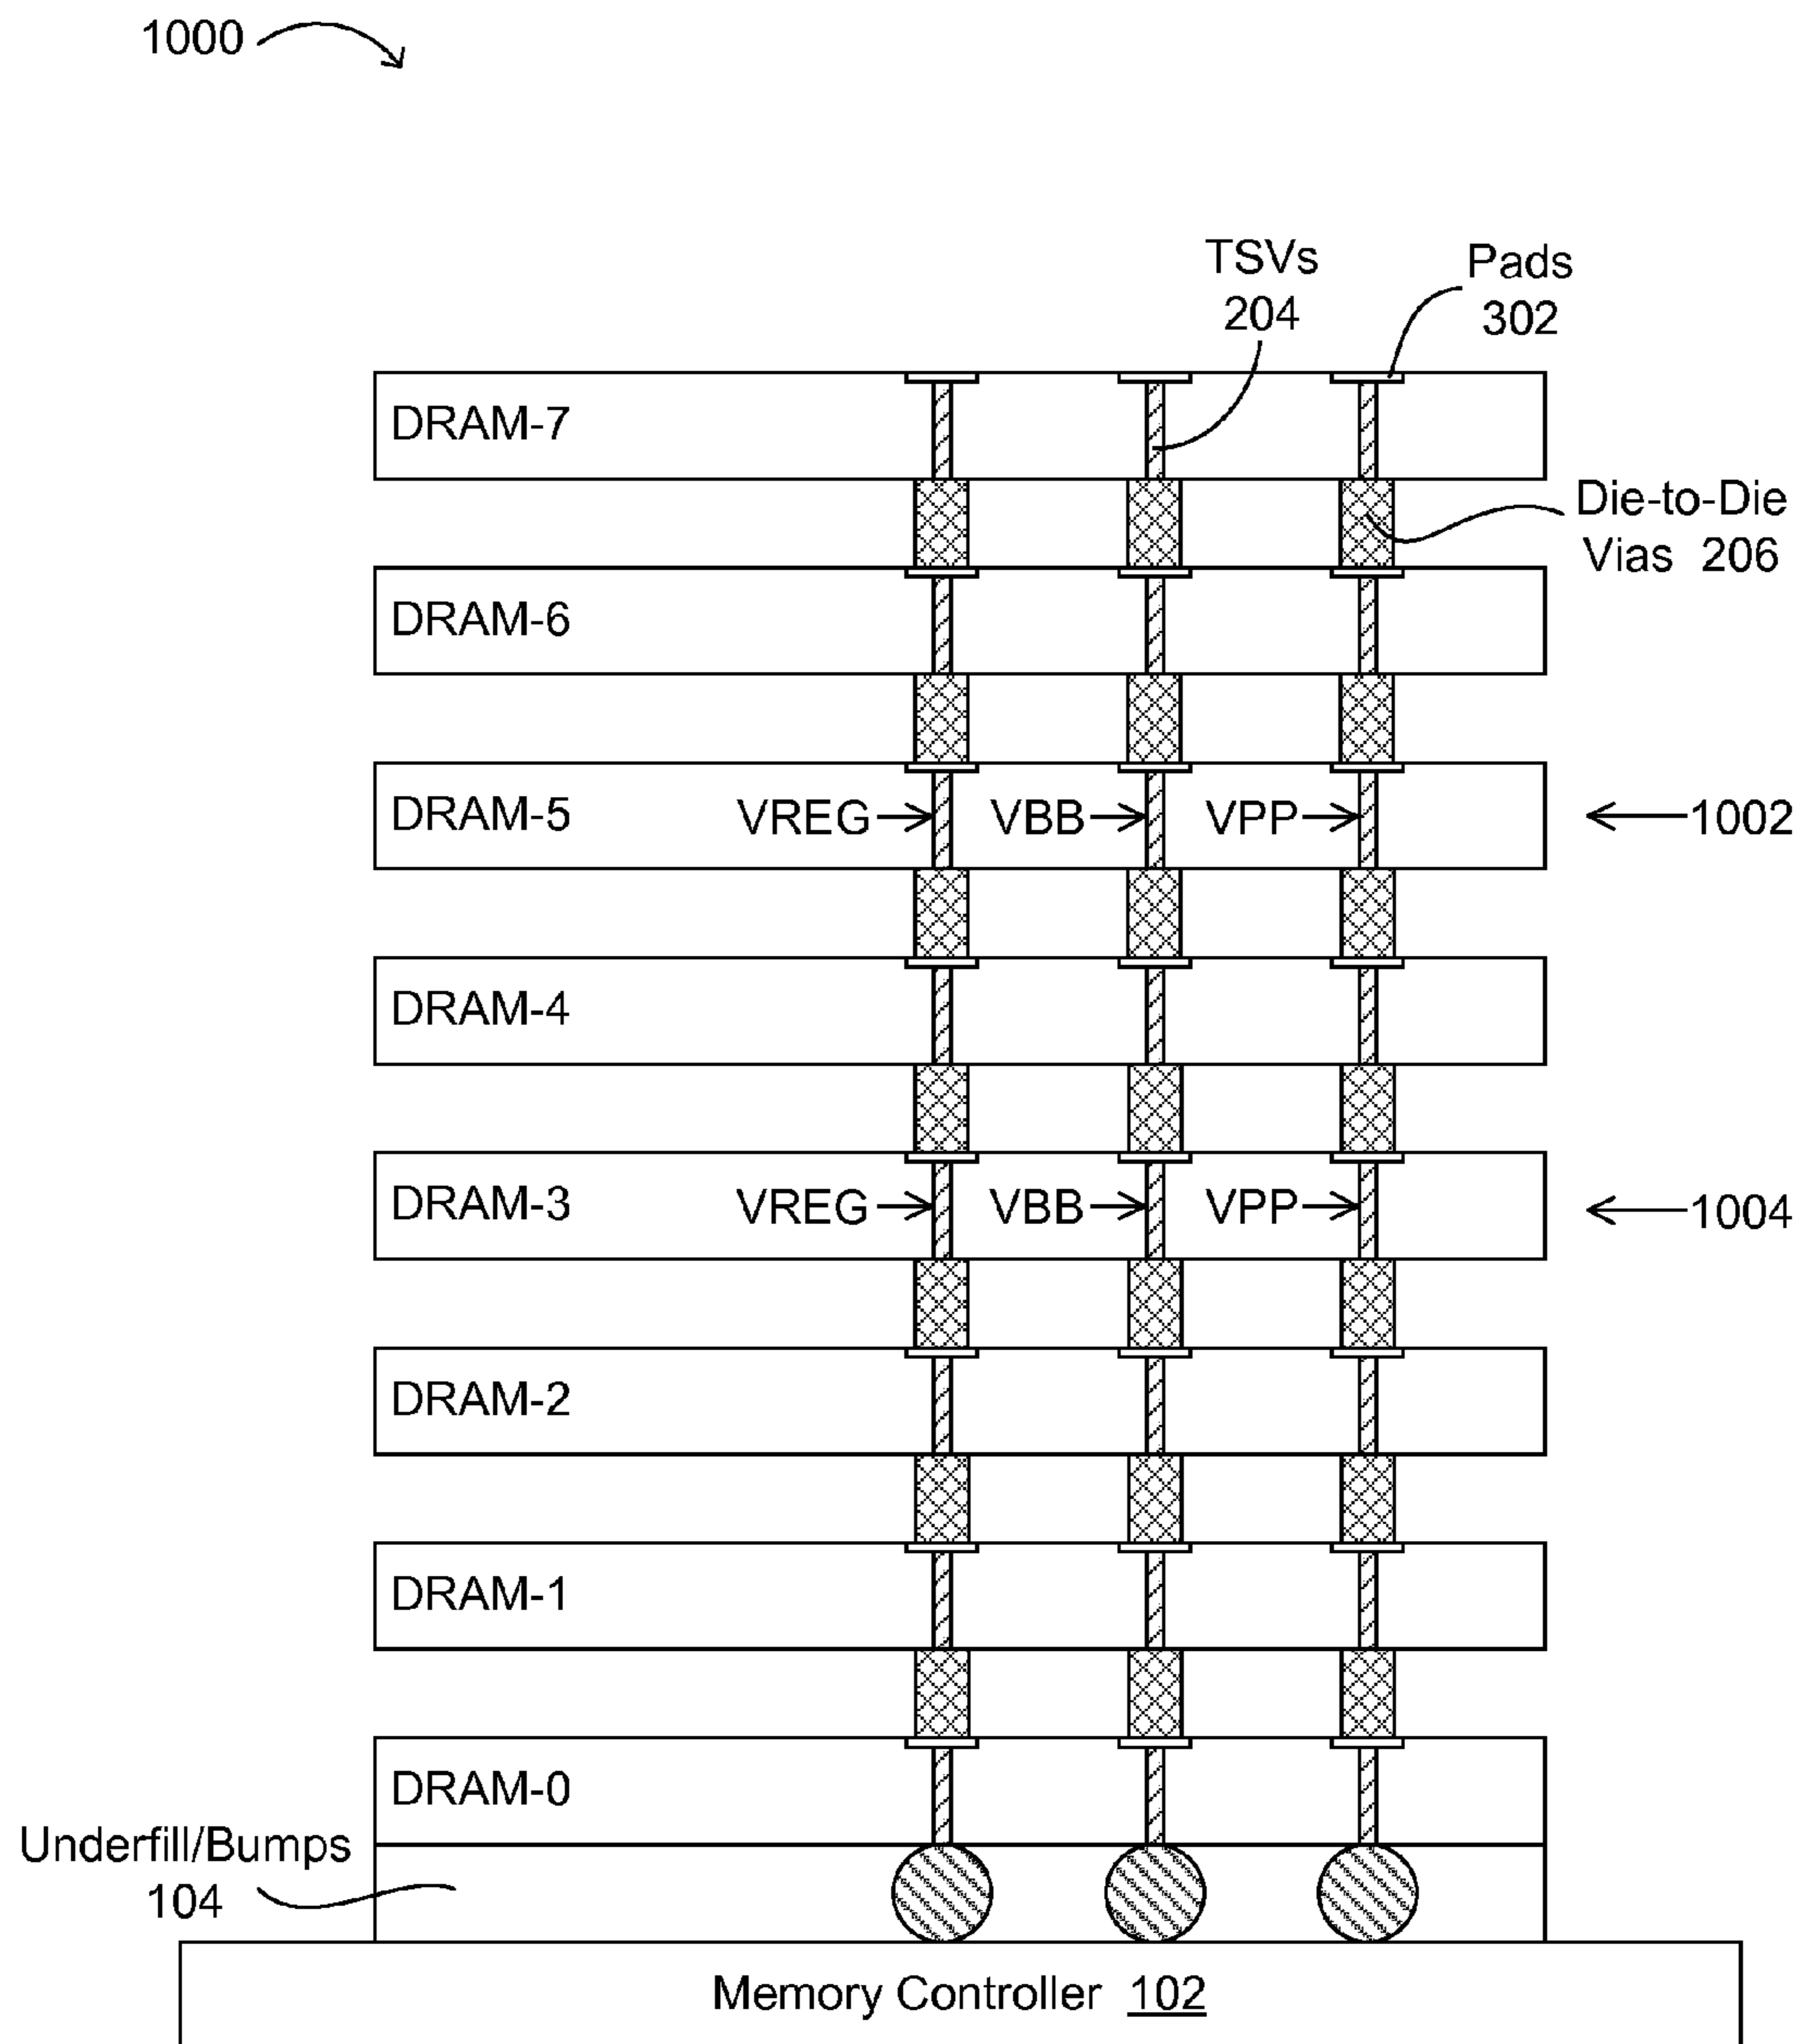 1000
TSVs
204
Pads
302
DRAM-7
Die-to-Die
Vias 206
DRAM-6
DRAM-5 VREG VBB VPP 1002
DRAM-4
DRAM-3 VREG VBB VPP 1004
DRAM-2
DRAM-1
DRAM-0
Underfill/Bumps
104
Memory Controller 102